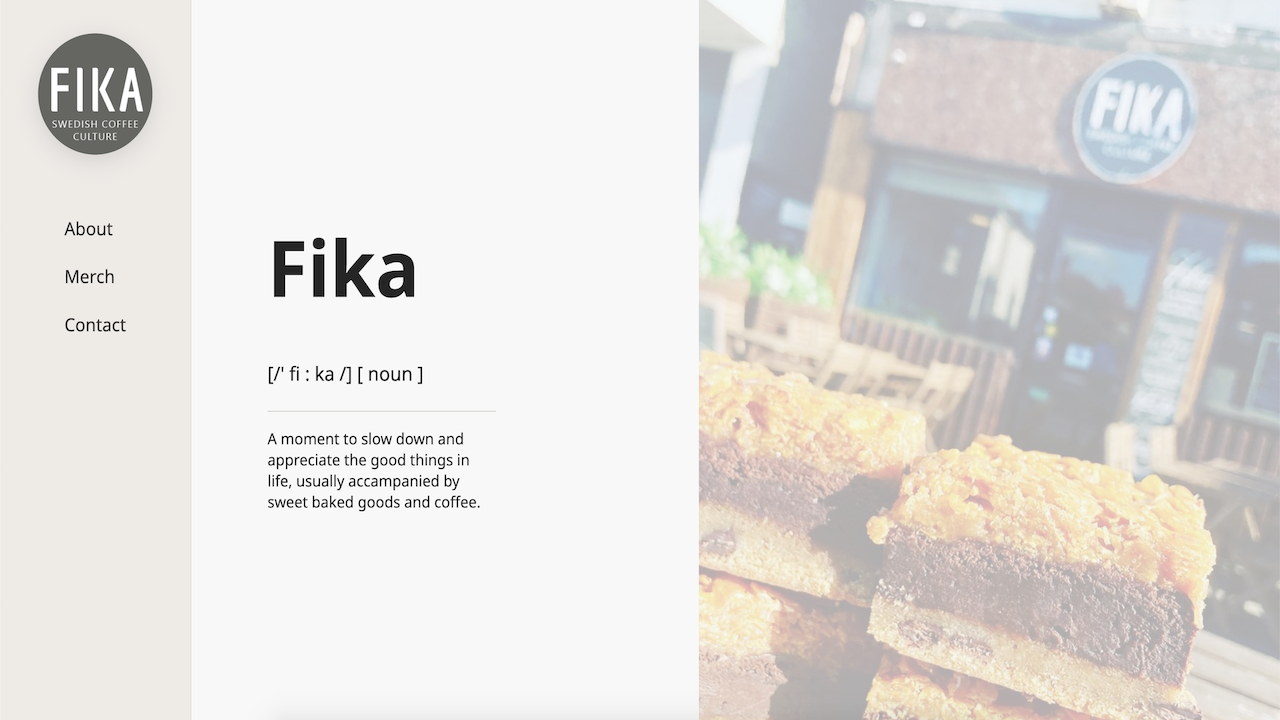 FIKA
SWEDISH COFFEE
CULTURE
About
Merch
Contact
Fika
[/' fi : ka /] [ noun ]
A moment to slow down and
appreciate the good things in
life, usually accampanied by
sweet baked goods and coffee.
FIKA